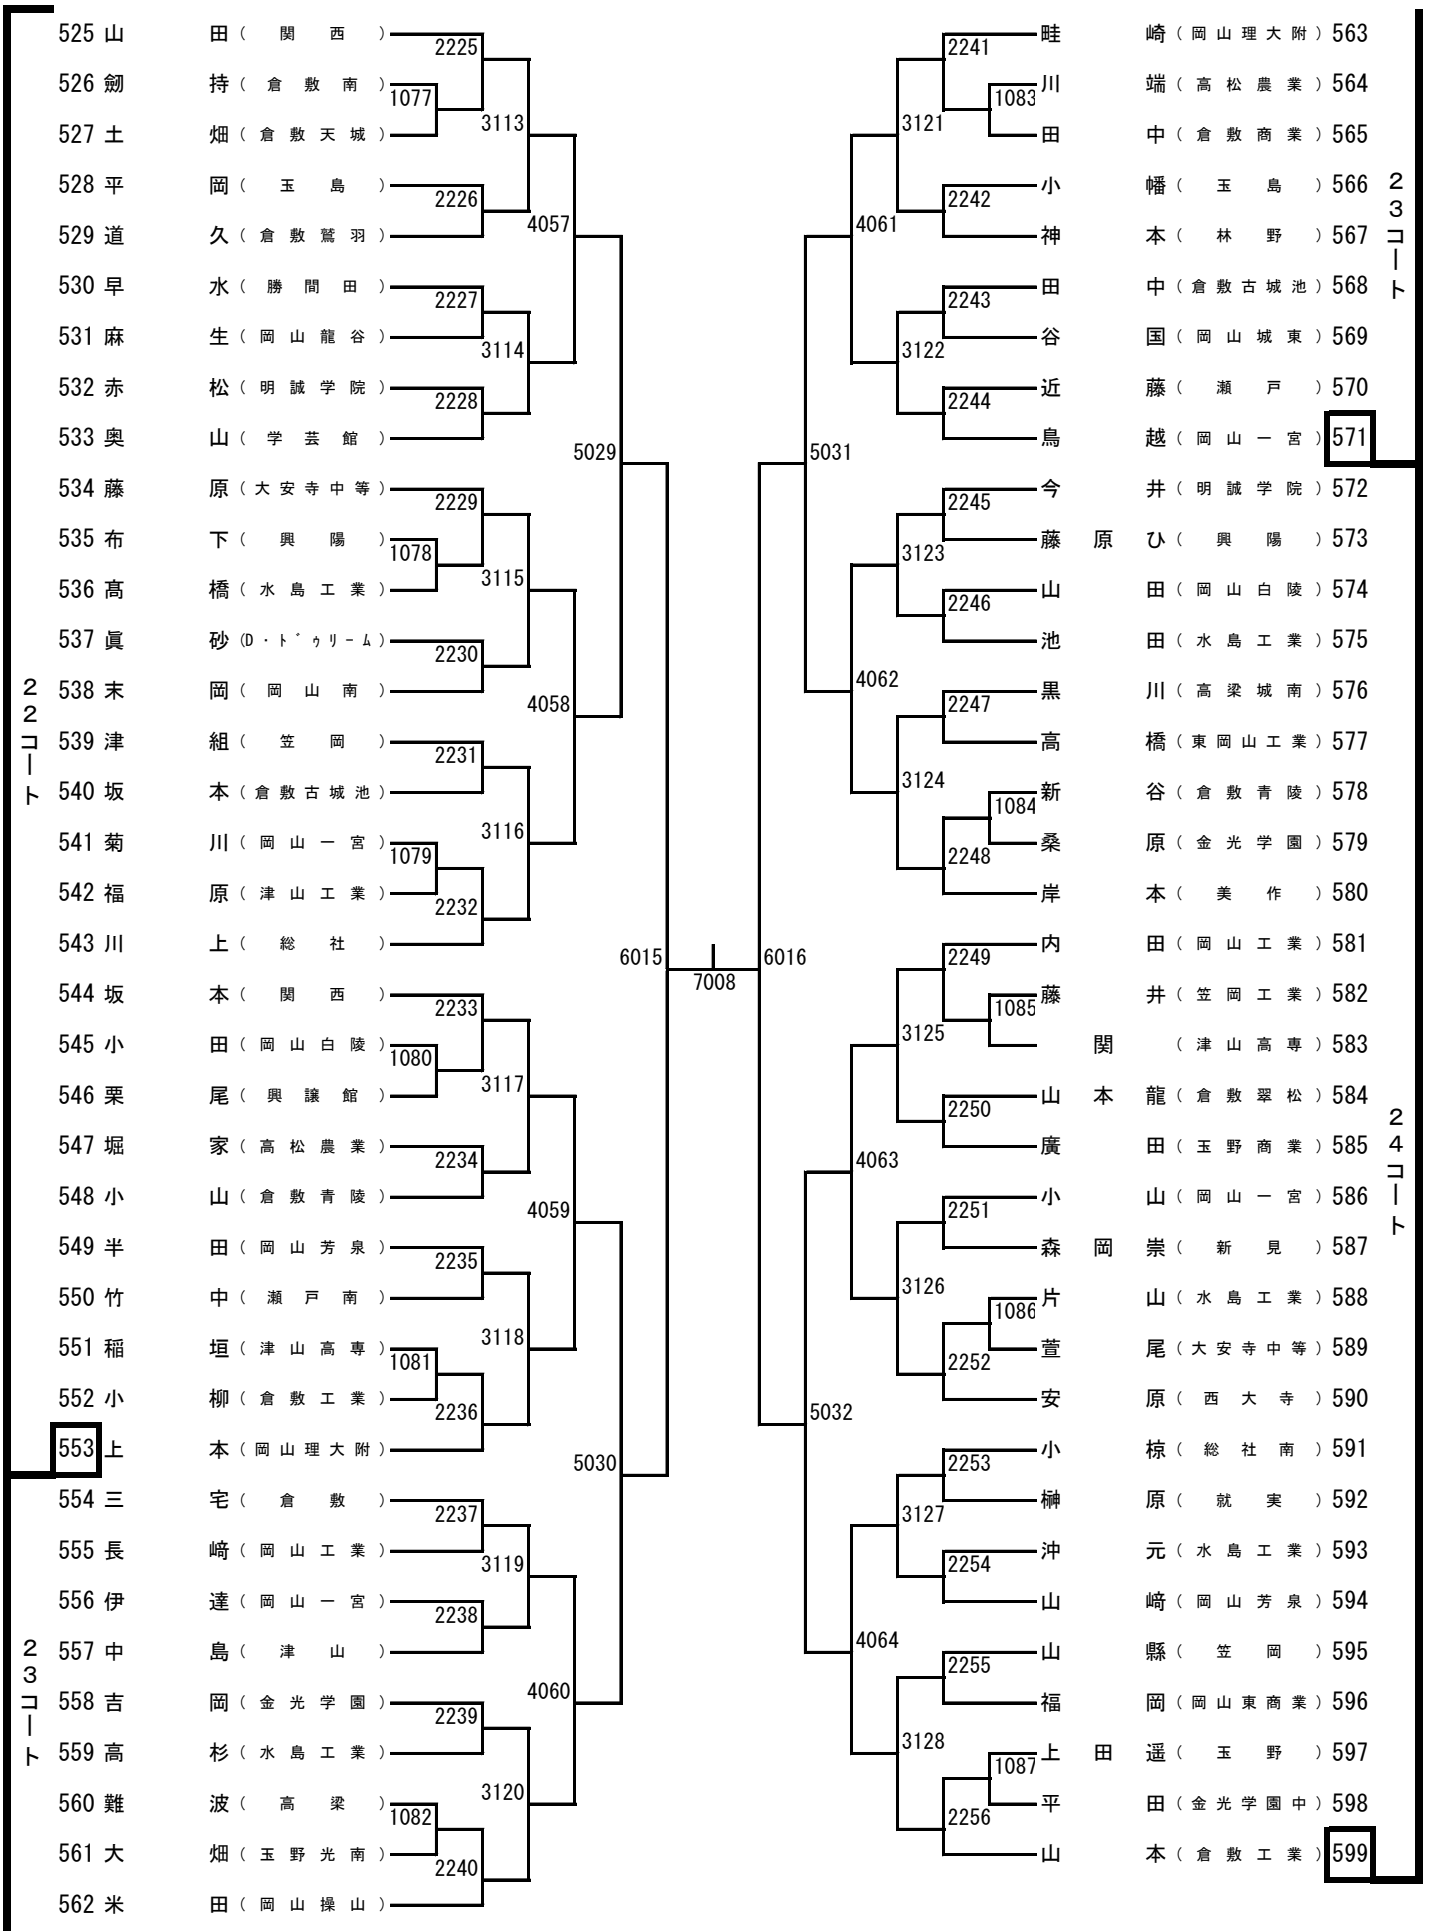 525 山田（関西）
526 剱持（倉敷南）
527 土畑（倉敷天城）
528 平岡（玉島）
529 道久（倉敷鷲羽）
530 早水（勝間田）
531 麻生（岡山龍谷）
532 赤松（明誠学院）
533 奥山（学芸館）
534 藤原（大安寺中等）
535 布下（興陽）
536 髙橋（水島工業）
537 眞砂（D・ﾄﾞｩﾘｰﾑ）
538 末岡（岡山南）
539 津組（笠岡）
540 坂本（倉敷古城池）
541 菊川（岡山一宮）
542 福原（津山工業）
543 川上（総社）
544 坂本（関西）
545 小田（岡山白陵）
546 栗尾（興譲館）
547 堀家（高松農業）
548 小山（倉敷青陵）
549 半田（岡山芳泉）
550 竹中（瀬戸南）
551 稲垣（津山高専）
552 小柳（倉敷工業）
553 上本（岡山理大附）
554 三宅（倉敷）
555 長﨑（岡山工業）
556 伊達（岡山一宮）
557 中島（津山）
558 吉岡（金光学園）
559 高杉（水島工業）
560 難波（高梁）
561 大畑（玉野光南）
562 米田（岡山操山）
22コート
23コート
1077
1078
1079
1080
1081
1082
2225
2226
2227
2228
2229
2230
2231
2232
2233
2234
2235
2236
2237
2238
2239
2240
3113
3114
3115
3116
3117
3118
3119
3120
4057
4058
4059
4060
5029
5030
6015
7008
6016
5031
5032
4061
4062
4063
4064
3121
3122
3123
3124
3125
3126
3127
3128
2241
2242
2243
2244
2245
2246
2247
2248
2249
2250
2251
2252
2253
2254
2255
2256
1083
1084
1085
1086
1087
畦崎（岡山理大附）563
川端（高松農業）564
田中（倉敷商業）565
小幡（玉島）566
神本（林野）567
田中（倉敷古城池）568
谷国（岡山城東）569
近藤（瀬戸）570
鳥越（岡山一宮）571
今井（明誠学院）572
藤原ひ（興陽）573
山田（岡山白陵）574
池田（水島工業）575
黒川（高梁城南）576
高橋（東岡山工業）577
新谷（倉敷青陵）578
桑原（金光学園）579
岸本（美作）580
内田（岡山工業）581
藤井（笠岡工業）582
関（津山高専）583
山本龍（倉敷翠松）584
廣田（玉野商業）585
小山（岡山一宮）586
森岡崇（新見）587
片山（水島工業）588
萱尾（大安寺中等）589
安原（西大寺）590
小椋（総社南）591
榊原（就実）592
沖元（水島工業）593
山﨑（岡山芳泉）594
山縣（笠岡）595
福岡（岡山東商業）596
上田遥（玉野）597
平田（金光学園中）598
山本（倉敷工業）599
23コート
24コート